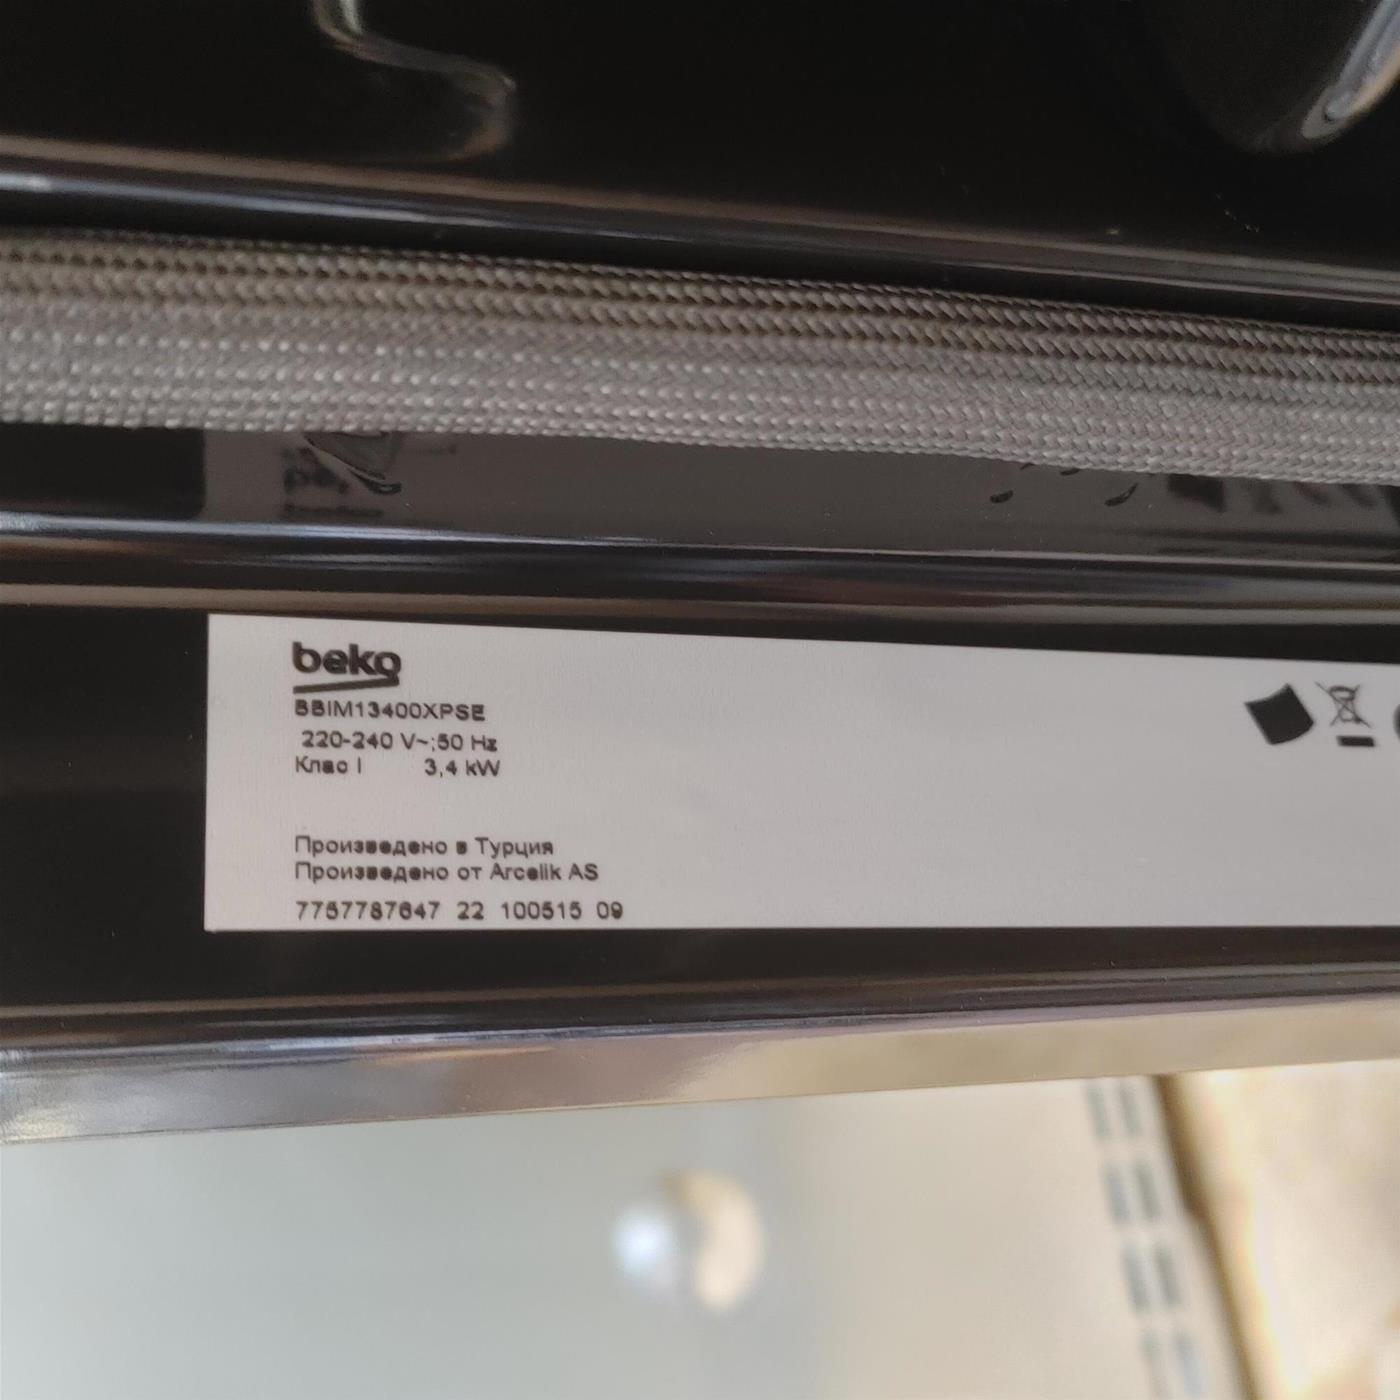 beko
BBIM13400XPSE
220-240 V~;50 Hz
Клас I 3,4 kW
Произведено в Турция
Произведено от Arcelik AS
7757787647 22 100515 09